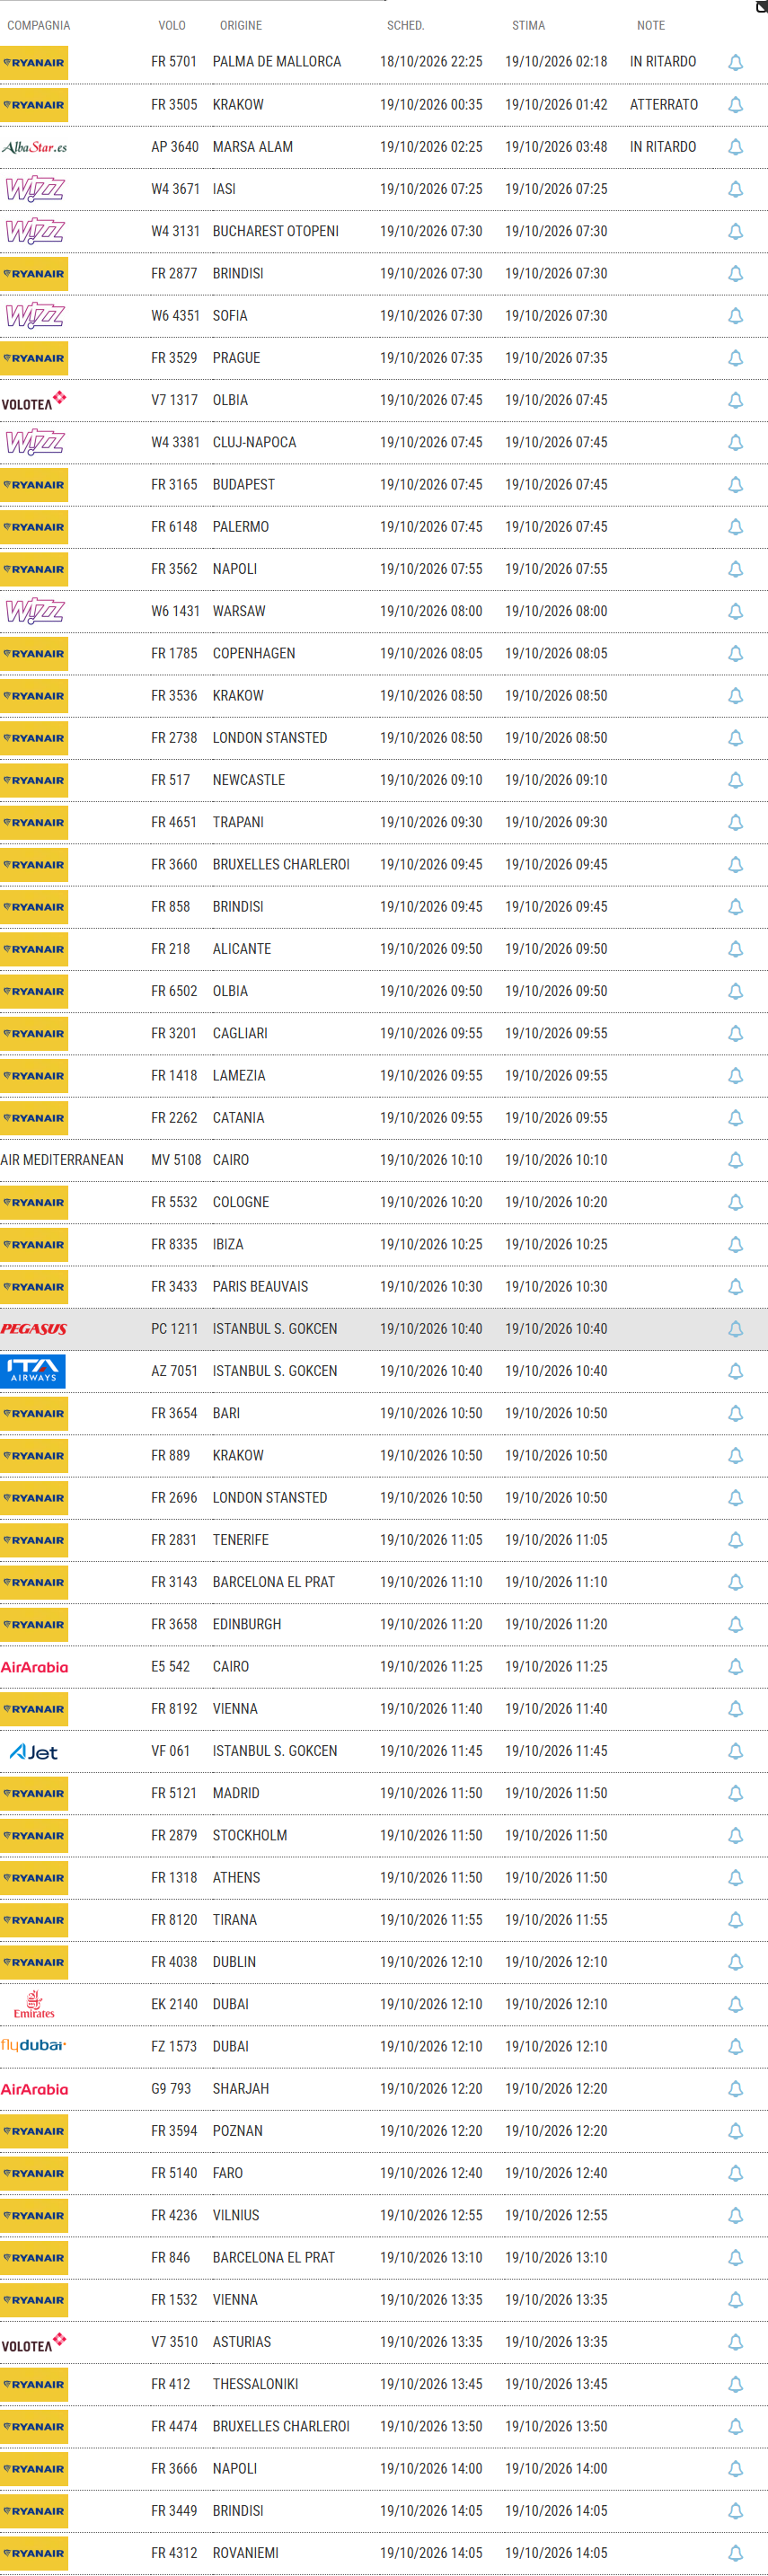 COMPAGNIA VOLO ORIGINE SCHED. STIMA NOTE
RYANAIR FR 5701 PALMA DE MALLORCA 18/10/2026 22:25 19/10/2026 02:18 IN RITARDO
RYANAIR FR 3505 KRAKOW 19/10/2026 00:35 19/10/2026 01:42 ATTERRATO
AlbaStar.es AP 3640 MARSA ALAM 19/10/2026 02:25 19/10/2026 03:48 IN RITARDO
WIZZ W4 3671 IASI 19/10/2026 07:25 19/10/2026 07:25
WIZZ W4 3131 BUCHAREST OTOPENI 19/10/2026 07:30 19/10/2026 07:30
RYANAIR FR 2877 BRINDISI 19/10/2026 07:30 19/10/2026 07:30
WIZZ W6 4351 SOFIA 19/10/2026 07:30 19/10/2026 07:30
RYANAIR FR 3529 PRAGUE 19/10/2026 07:35 19/10/2026 07:35
VOLOTEA V7 1317 OLBIA 19/10/2026 07:45 19/10/2026 07:45
WIZZ W4 3381 CLUJ-NAPOCA 19/10/2026 07:45 19/10/2026 07:45
RYANAIR FR 3165 BUDAPEST 19/10/2026 07:45 19/10/2026 07:45
RYANAIR FR 6148 PALERMO 19/10/2026 07:45 19/10/2026 07:45
RYANAIR FR 3562 NAPOLI 19/10/2026 07:55 19/10/2026 07:55
WIZZ W6 1431 WARSAW 19/10/2026 08:00 19/10/2026 08:00
RYANAIR FR 1785 COPENHAGEN 19/10/2026 08:05 19/10/2026 08:05
RYANAIR FR 3536 KRAKOW 19/10/2026 08:50 19/10/2026 08:50
RYANAIR FR 2738 LONDON STANSTED 19/10/2026 08:50 19/10/2026 08:50
RYANAIR FR 517 NEWCASTLE 19/10/2026 09:10 19/10/2026 09:10
RYANAIR FR 4651 TRAPANI 19/10/2026 09:30 19/10/2026 09:30
RYANAIR FR 3660 BRUXELLES CHARLEROI 19/10/2026 09:45 19/10/2026 09:45
RYANAIR FR 858 BRINDISI 19/10/2026 09:45 19/10/2026 09:45
RYANAIR FR 218 ALICANTE 19/10/2026 09:50 19/10/2026 09:50
RYANAIR FR 6502 OLBIA 19/10/2026 09:50 19/10/2026 09:50
RYANAIR FR 3201 CAGLIARI 19/10/2026 09:55 19/10/2026 09:55
RYANAIR FR 1418 LAMEZIA 19/10/2026 09:55 19/10/2026 09:55
RYANAIR FR 2262 CATANIA 19/10/2026 09:55 19/10/2026 09:55
AIR MEDITERRANEAN MV 5108 CAIRO 19/10/2026 10:10 19/10/2026 10:10
RYANAIR FR 5532 COLOGNE 19/10/2026 10:20 19/10/2026 10:20
RYANAIR FR 8335 IBIZA 19/10/2026 10:25 19/10/2026 10:25
RYANAIR FR 3433 PARIS BEAUVAIS 19/10/2026 10:30 19/10/2026 10:30
PEGASUS PC 1211 ISTANBUL S. GOKCEN 19/10/2026 10:40 19/10/2026 10:40
ITA AIRWAYS AZ 7051 ISTANBUL S. GOKCEN 19/10/2026 10:40 19/10/2026 10:40
RYANAIR FR 3654 BARI 19/10/2026 10:50 19/10/2026 10:50
RYANAIR FR 889 KRAKOW 19/10/2026 10:50 19/10/2026 10:50
RYANAIR FR 2696 LONDON STANSTED 19/10/2026 10:50 19/10/2026 10:50
RYANAIR FR 2831 TENERIFE 19/10/2026 11:05 19/10/2026 11:05
RYANAIR FR 3143 BARCELONA EL PRAT 19/10/2026 11:10 19/10/2026 11:10
RYANAIR FR 3658 EDINBURGH 19/10/2026 11:20 19/10/2026 11:20
AirArabia E5 542 CAIRO 19/10/2026 11:25 19/10/2026 11:25
RYANAIR FR 8192 VIENNA 19/10/2026 11:40 19/10/2026 11:40
AJet VF 061 ISTANBUL S. GOKCEN 19/10/2026 11:45 19/10/2026 11:45
RYANAIR FR 5121 MADRID 19/10/2026 11:50 19/10/2026 11:50
RYANAIR FR 2879 STOCKHOLM 19/10/2026 11:50 19/10/2026 11:50
RYANAIR FR 1318 ATHENS 19/10/2026 11:50 19/10/2026 11:50
RYANAIR FR 8120 TIRANA 19/10/2026 11:55 19/10/2026 11:55
RYANAIR FR 4038 DUBLIN 19/10/2026 12:10 19/10/2026 12:10
Emirates EK 2140 DUBAI 19/10/2026 12:10 19/10/2026 12:10
flydubai FZ 1573 DUBAI 19/10/2026 12:10 19/10/2026 12:10
AirArabia G9 793 SHARJAH 19/10/2026 12:20 19/10/2026 12:20
RYANAIR FR 3594 POZNAN 19/10/2026 12:20 19/10/2026 12:20
RYANAIR FR 5140 FARO 19/10/2026 12:40 19/10/2026 12:40
RYANAIR FR 4236 VILNIUS 19/10/2026 12:55 19/10/2026 12:55
RYANAIR FR 846 BARCELONA EL PRAT 19/10/2026 13:10 19/10/2026 13:10
RYANAIR FR 1532 VIENNA 19/10/2026 13:35 19/10/2026 13:35
VOLOTEA V7 3510 ASTURIAS 19/10/2026 13:35 19/10/2026 13:35
RYANAIR FR 412 THESSALONIKI 19/10/2026 13:45 19/10/2026 13:45
RYANAIR FR 4474 BRUXELLES CHARLEROI 19/10/2026 13:50 19/10/2026 13:50
RYANAIR FR 3666 NAPOLI 19/10/2026 14:00 19/10/2026 14:00
RYANAIR FR 3449 BRINDISI 19/10/2026 14:05 19/10/2026 14:05
RYANAIR FR 4312 ROVANIEMI 19/10/2026 14:05 19/10/2026 14:05